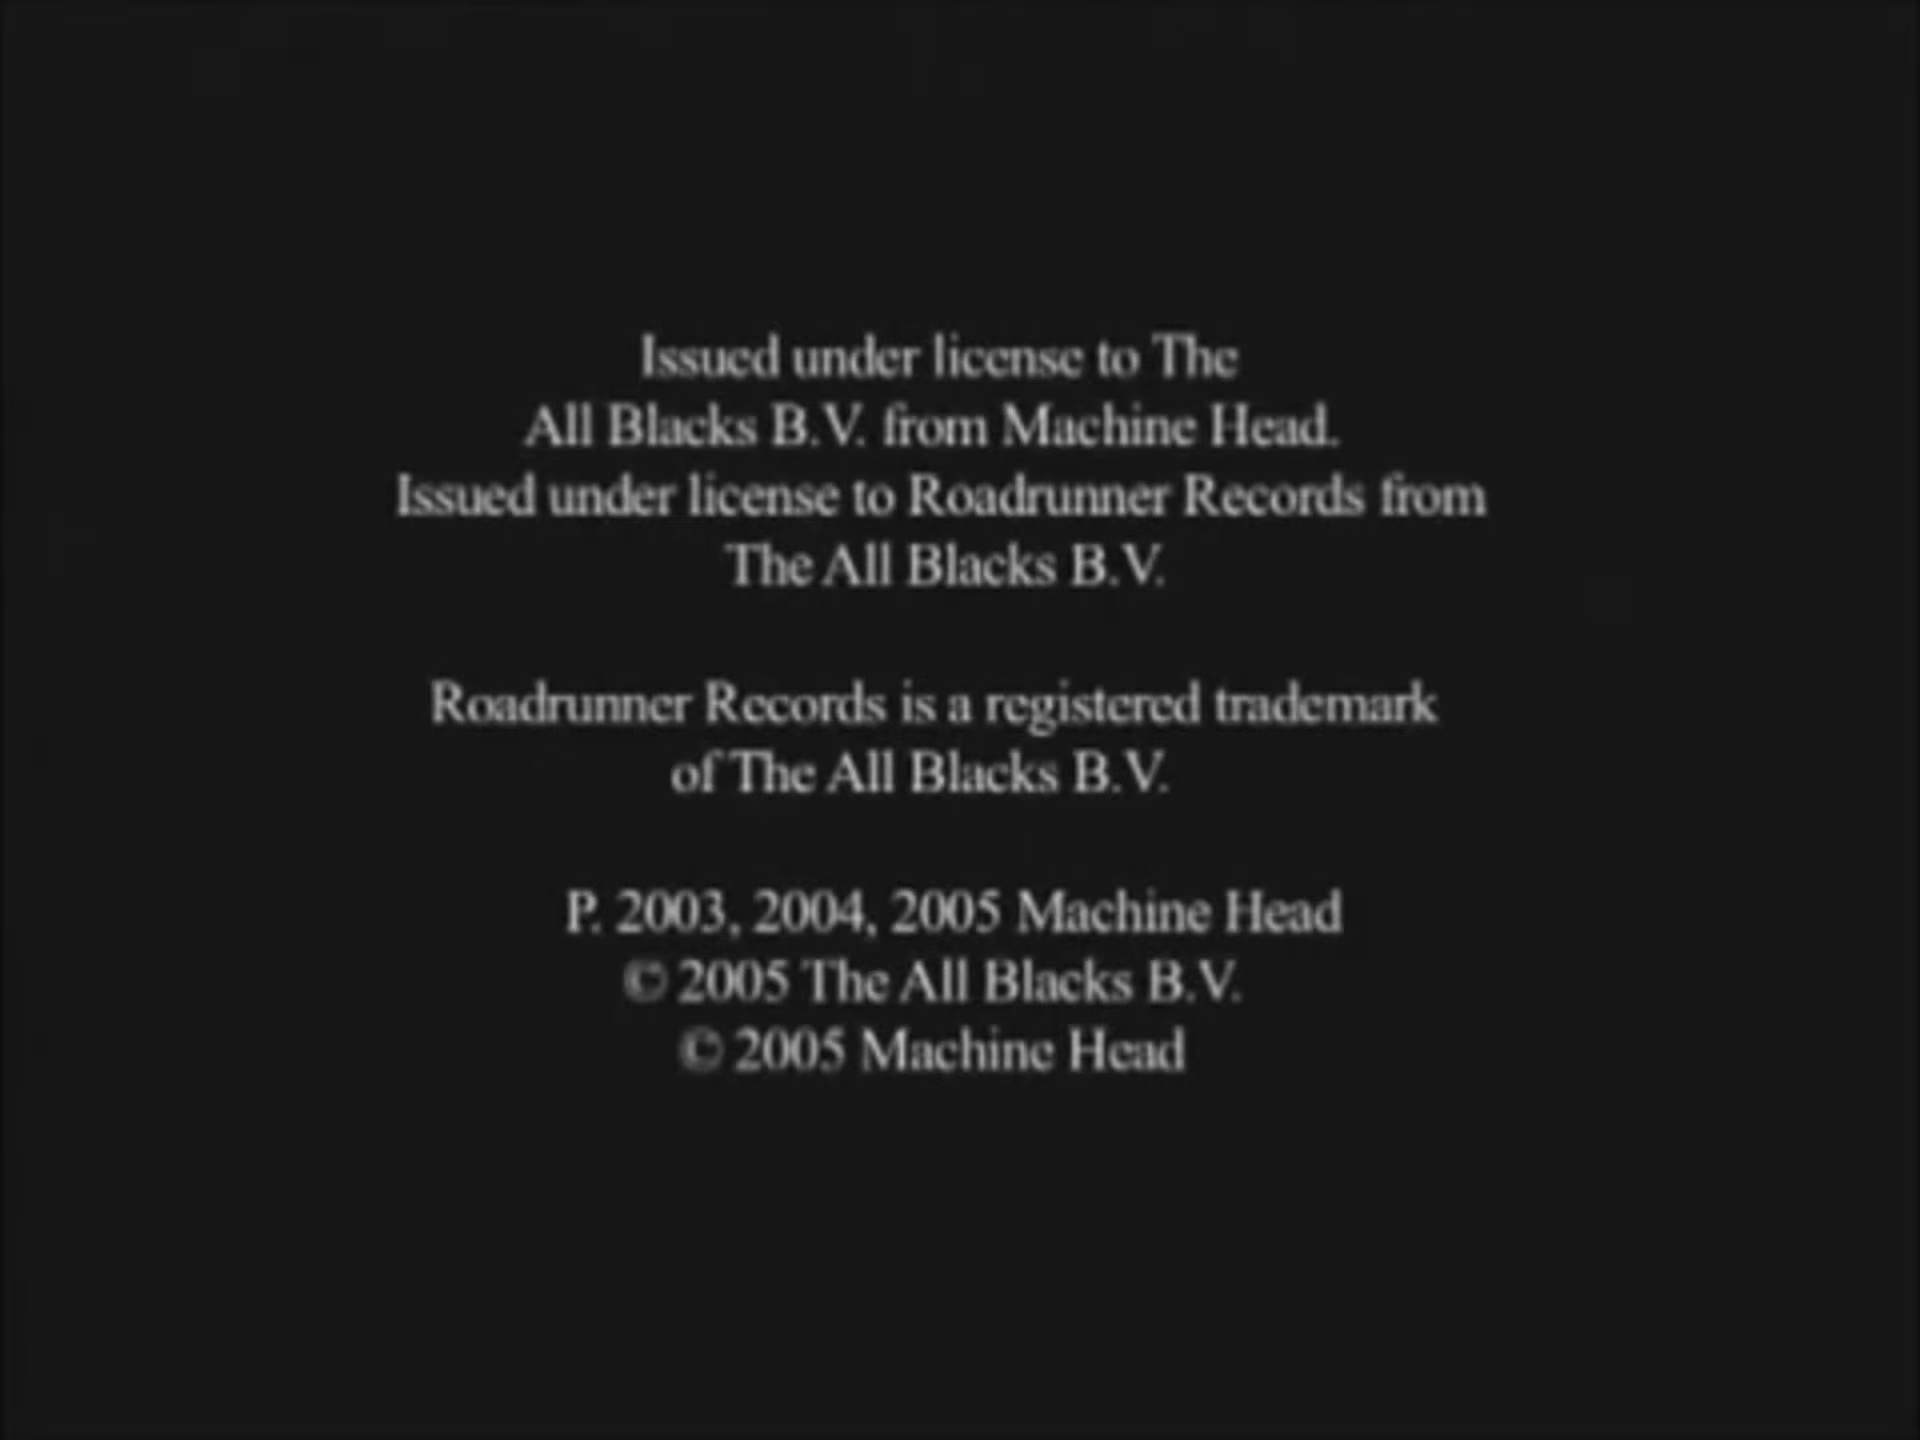 Issued under license to The
All Blacks B.V. from Machine Head.
Issued under license to Roadrunner Records from
The All Blacks B.V.
Roadrunner Records is a registered trademark
of The All Blacks B.V.
P. 2003, 2004, 2005 Machine Head
© 2005 The All Blacks B.V.
© 2005 Machine Head